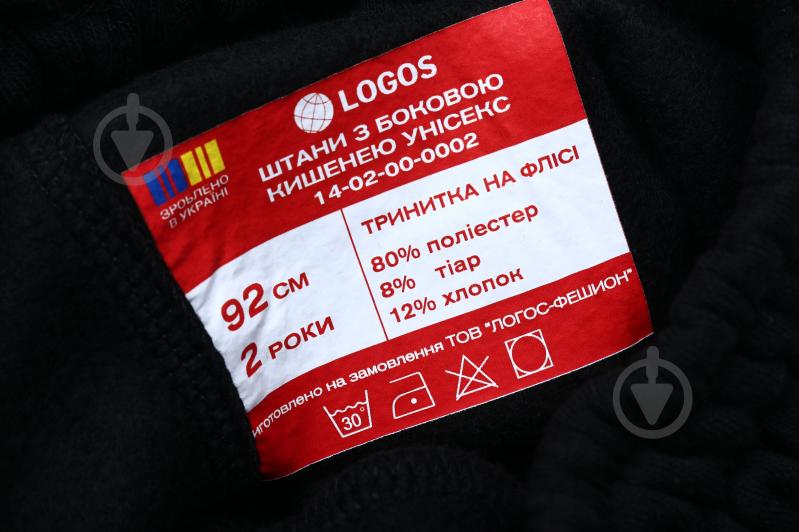 LOGOS
ШТАНИ З БОКОВОЮ
КИШЕНЕЮ УНІСЕКС
14-02-00-0002
ЗРОБЛЕНО
В УКРАЇНІ
92 СМ
2 РОКИ
ТРИНИТКА НА ФЛІСІ
80% поліестер
8% тіар
12% хлопок
иготовлено на замовлення ТОВ "ЛОГОС-ФЕШИОН"
30°